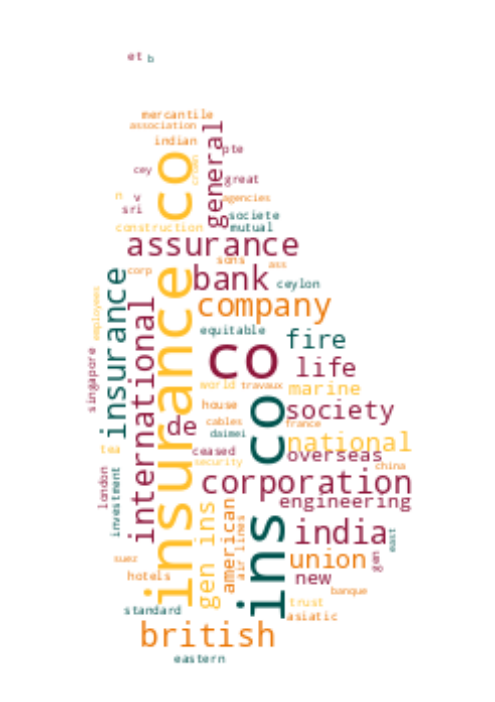 et b
mercantile
association
indian
general
pte
co
cey
crown
great
n v
agencies
sri
societe
construction
mutual
assurance
sons
ass
corp
bank
ceylon
insurance
insurance
company
employees
international
equitable
fire
co
life
singapore
world
travaux
marine
house
co
society
de
cables
france
daimei
national
tea
ceased
overseas
security
china
london
investment
corporation
engineering
american
gen ins
ins
india
air lines
east
suez
union
gen
hotels
new
banque
standard
trust
asiatic
british
eastern